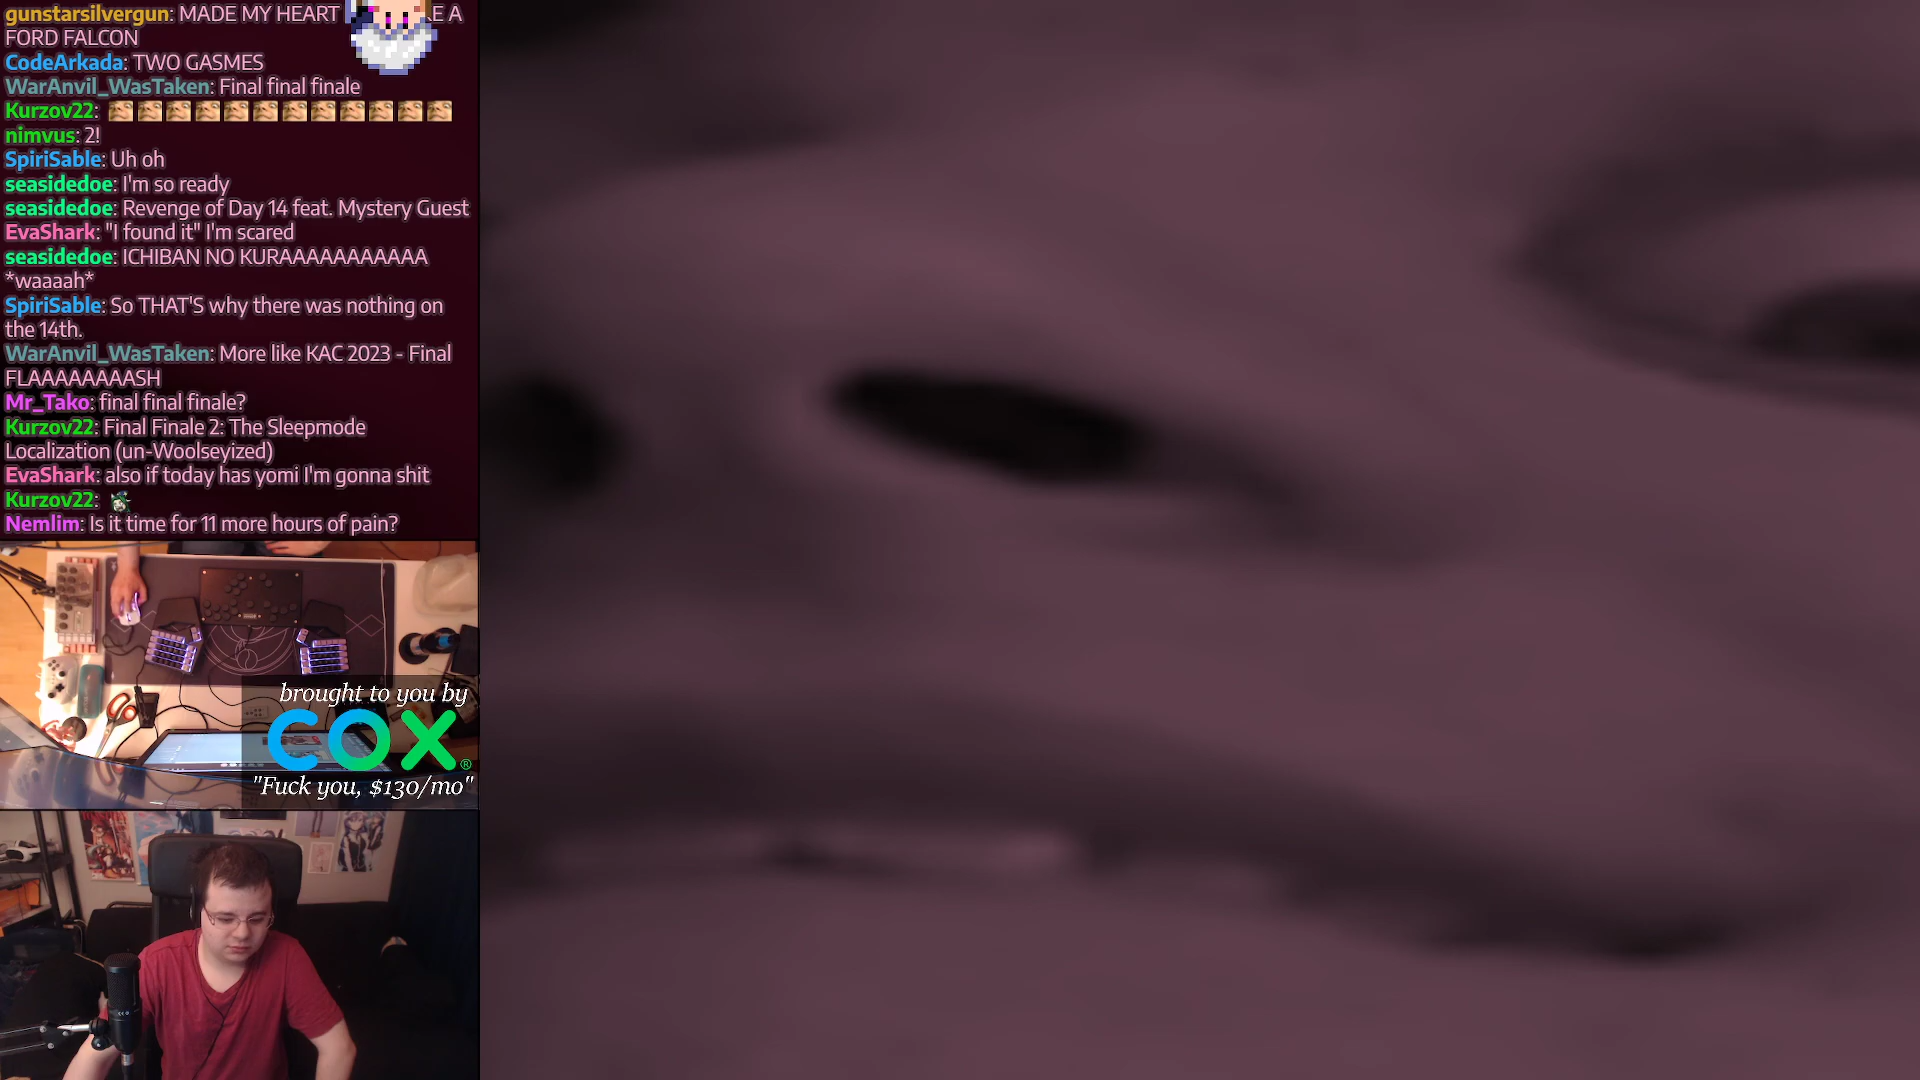 gunstarsilvergun: MADE MY HEART E A
FORD FALCON
CodeArkada: TWO GASMES
WarAnvil_WasTaken: Final final finale
Kurzov22:
nimvus: 2!
SpiriSable: Uh oh
seasidedoe: I'm so ready
seasidedoe: Revenge of Day 14 feat. Mystery Guest
EvaShark: "I found it" I'm scared
seasidedoe: ICHIBAN NO KURAAAAAAAAAAA
*waaaah*
SpiriSable: So THAT'S why there was nothing on
the 14th.
WarAnvil_WasTaken: More like KAC 2023 - Final
FLAAAAAAAASH
Mr_Tako: final final finale?
Kurzov22: Final Finale 2: The Sleepmode
Localization (un-Woolseyized)
EvaShark: also if today has yomi I'm gonna shit
Kurzov22:
Nemlim: Is it time for 11 more hours of pain?
brought to you by
COX®
"Fuck you, $130/mo"